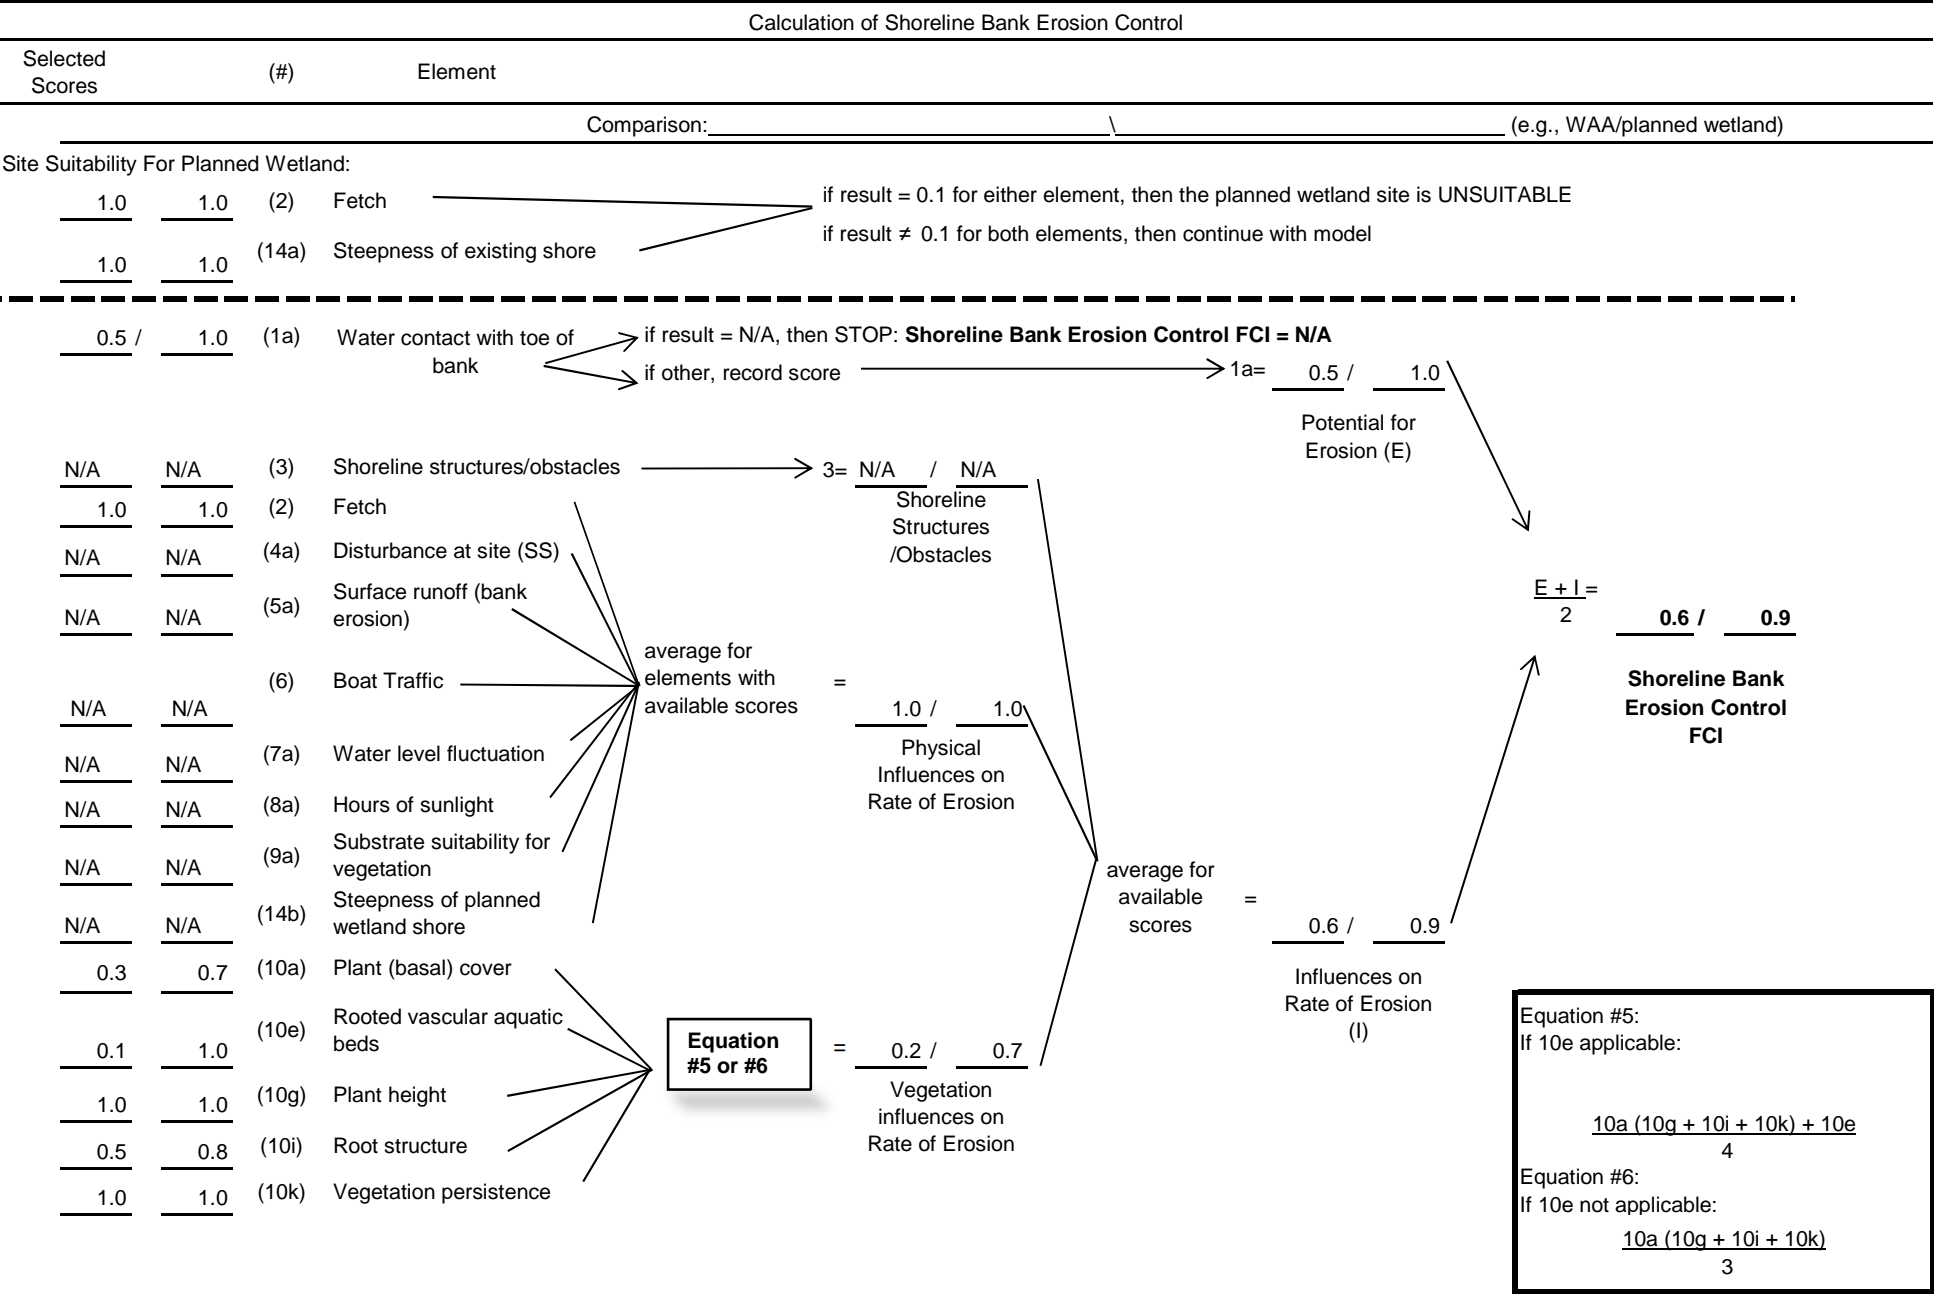 Calculation of Shoreline Bank Erosion Control
Selected Scores (#) Element
Comparison: \ (e.g., WAA/planned wetland)
Site Suitability For Planned Wetland:
1.0 1.0 (2) Fetch
if result = 0.1 for either element, then the planned wetland site is UNSUITABLE
if result ≠ 0.1 for both elements, then continue with model
1.0 1.0 (14a) Steepness of existing shore
0.5 / 1.0 (1a) Water contact with toe of
bank
if result = N/A, then STOP: Shoreline Bank Erosion Control FCI = N/A
if other, record score
1a= 0.5 / 1.0
Potential for
Erosion (E)
N/A N/A (3) Shoreline structures/obstacles
3= N/A / N/A
Shoreline
Structures
/Obstacles
1.0 1.0 (2) Fetch
N/A N/A (4a) Disturbance at site (SS)
N/A N/A (5a) Surface runoff (bank
erosion)
N/A N/A (6) Boat Traffic
average for
elements with
available scores
=
1.0 / 1.0
Physical
Influences on
Rate of Erosion
E + I =
2
0.6 / 0.9
Shoreline Bank
Erosion Control
FCI
N/A N/A (7a) Water level fluctuation
N/A N/A (8a) Hours of sunlight
N/A N/A (9a) Substrate suitability for
vegetation
N/A N/A (14b) Steepness of planned
wetland shore
average for
available
scores
=
0.6 / 0.9
Influences on
Rate of Erosion
(I)
0.3 0.7 (10a) Plant (basal) cover
0.1 1.0 (10e) Rooted vascular aquatic
beds
1.0 1.0 (10g) Plant height
0.5 0.8 (10i) Root structure
1.0 1.0 (10k) Vegetation persistence
Equation
#5 or #6
=
0.2 / 0.7
Vegetation
influences on
Rate of Erosion
Equation #5:
If 10e applicable:
10a (10g + 10i + 10k) + 10e
4
Equation #6:
If 10e not applicable:
10a (10g + 10i + 10k)
3